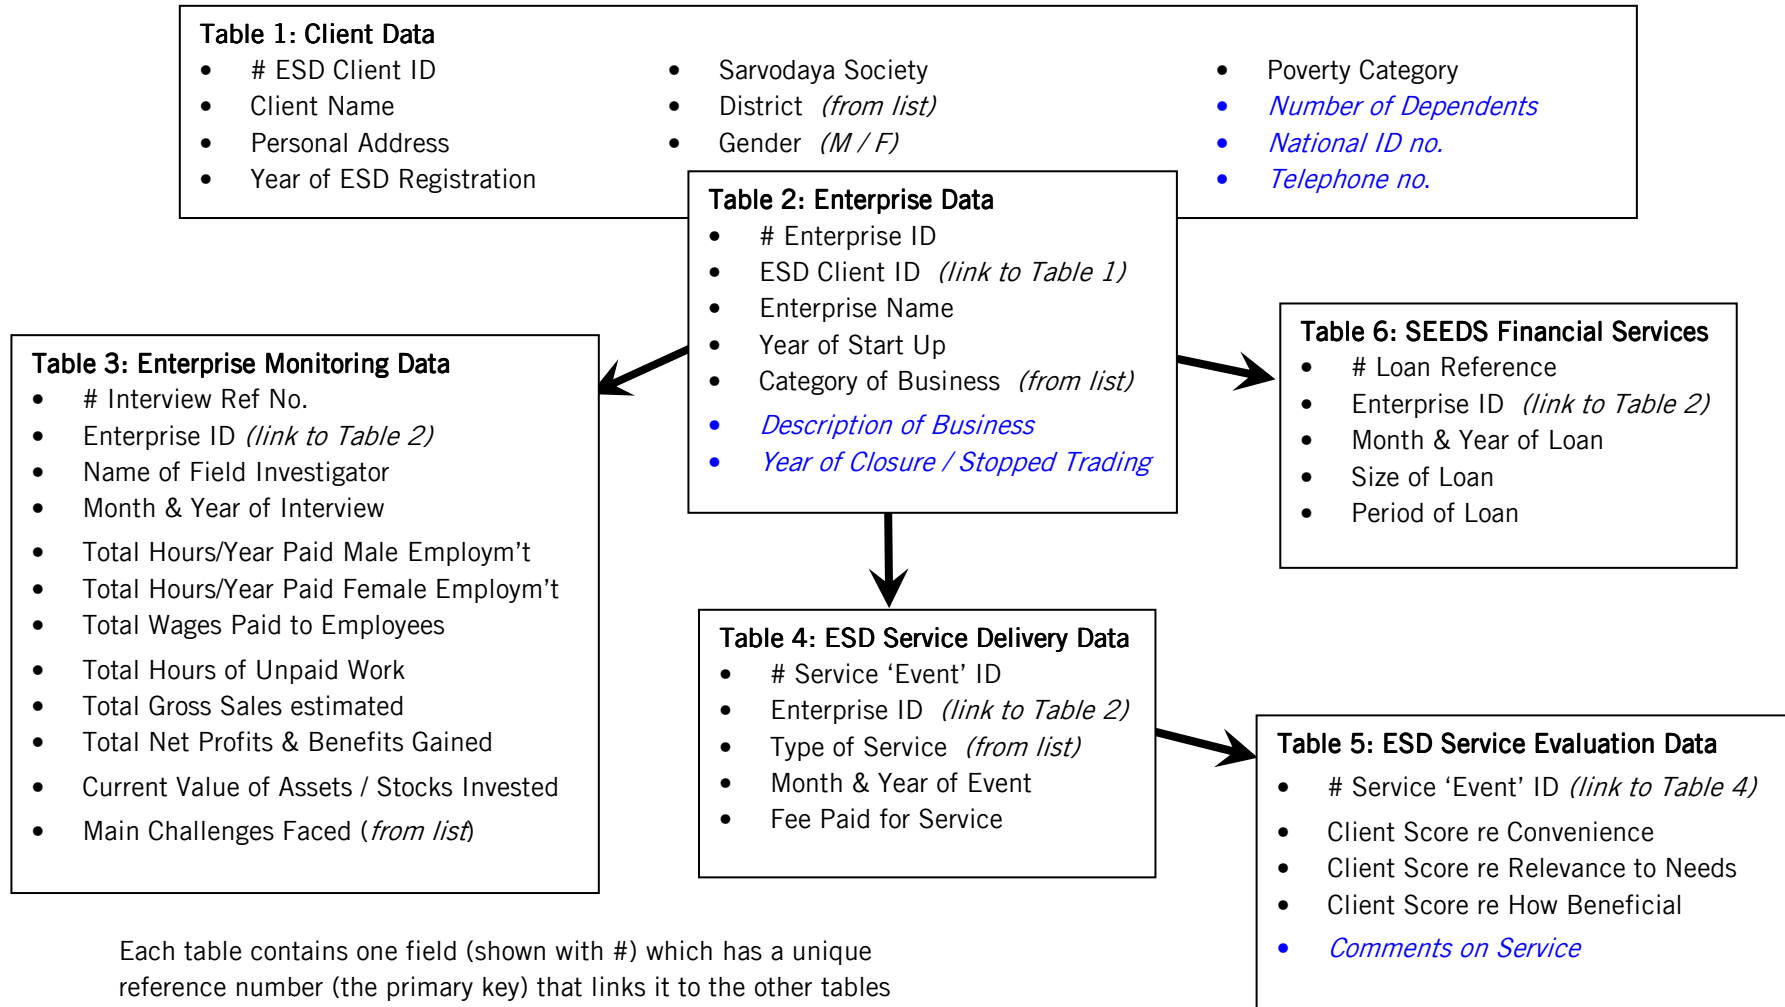 Table 1: Client Data
• # ESD Client ID
• Client Name
• Personal Address
• Year of ESD Registration
• Sarvodaya Society
• District (from list)
• Gender (M / F)
• Poverty Category
• Number of Dependents
• National ID no.
• Telephone no.
Table 2: Enterprise Data
• # Enterprise ID
• ESD Client ID (link to Table 1)
• Enterprise Name
• Year of Start Up
• Category of Business (from list)
• Description of Business
• Year of Closure / Stopped Trading
Table 3: Enterprise Monitoring Data
• # Interview Ref No.
• Enterprise ID (link to Table 2)
• Name of Field Investigator
• Month & Year of Interview
• Total Hours/Year Paid Male Employm’t
• Total Hours/Year Paid Female Employm’t
• Total Wages Paid to Employees
• Total Hours of Unpaid Work
• Total Gross Sales estimated
• Total Net Profits & Benefits Gained
• Current Value of Assets / Stocks Invested
• Main Challenges Faced (from list)
Table 6: SEEDS Financial Services
• # Loan Reference
• Enterprise ID (link to Table 2)
• Month & Year of Loan
• Size of Loan
• Period of Loan
Table 4: ESD Service Delivery Data
• # Service ‘Event’ ID
• Enterprise ID (link to Table 2)
• Type of Service (from list)
• Month & Year of Event
• Fee Paid for Service
Table 5: ESD Service Evaluation Data
• # Service ‘Event’ ID (link to Table 4)
• Client Score re Convenience
• Client Score re Relevance to Needs
• Client Score re How Beneficial
• Comments on Service
Each table contains one field (shown with #) which has a unique
reference number (the primary key) that links it to the other tables